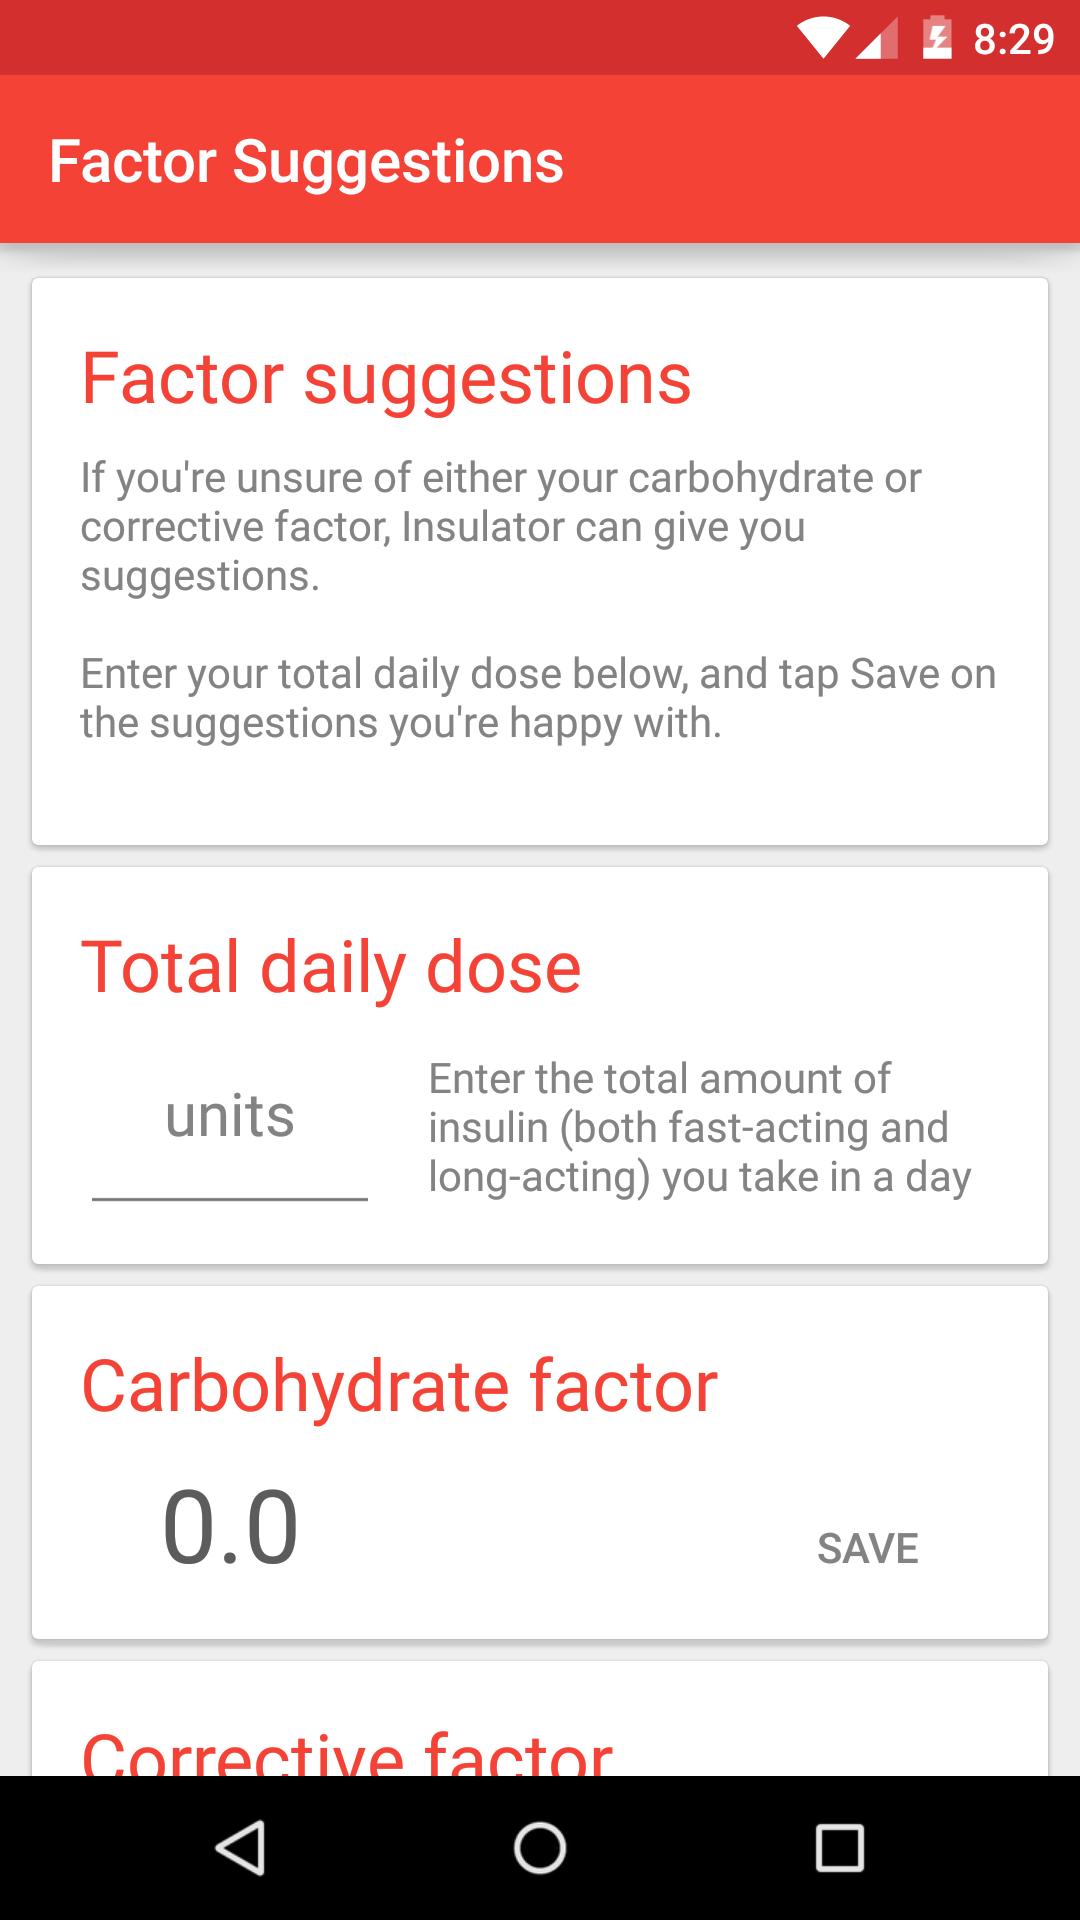 8:29
Factor Suggestions
Factor suggestions
If you're unsure of either your carbohydrate or
corrective factor, Insulator can give you
suggestions.
Enter your total daily dose below, and tap Save on
the suggestions you're happy with.
Total daily dose
units
Enter the total amount of
insulin (both fast-acting and
long-acting) you take in a day
Carbohydrate factor
0.0
SAVE
Corrective factor